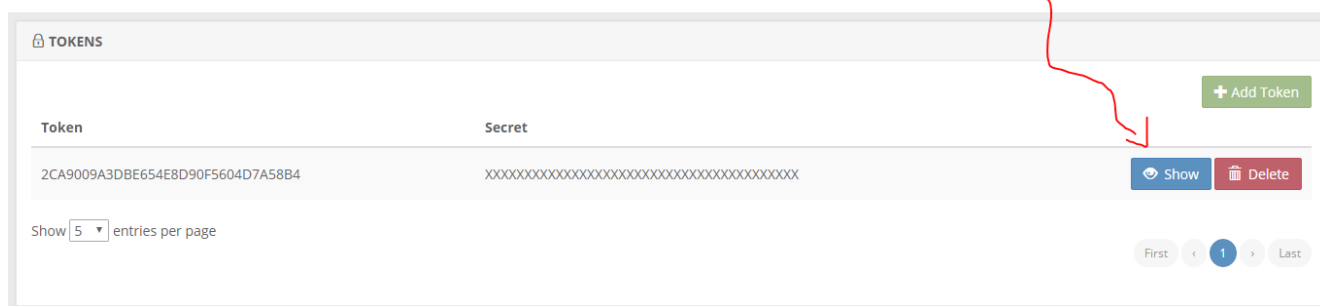 TOKENS
+ Add Token
Token Secret
2CA9009A3DBE654E8D90F5604D7A58B4 XXXXXXXXXXXXXXXXXXXXXXXXXXXXXXXXXXXXXXXX Show Delete
Show 5 entries per page
First ‹ 1 › Last